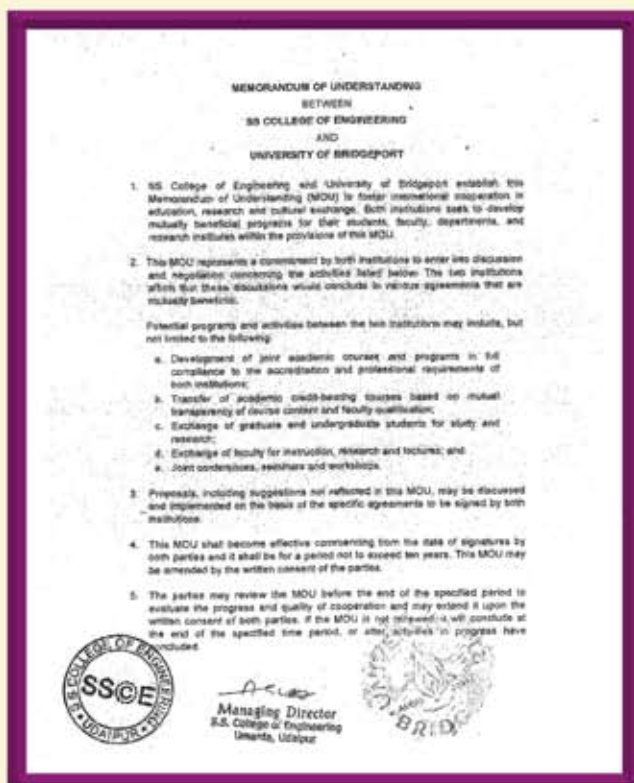 MEMORANDUM OF UNDERSTANDING
BETWEEN
SS COLLEGE OF ENGINEERING
AND
UNIVERSITY OF BRIDGEPORT
1. SS College of Engineering and University of Bridgeport establish this
Memorandum of Understanding (MOU) to foster international cooperation in
education, research and cultural exchange. Both institutions seek to develop
mutually beneficial programs for their students, faculty, departments, and
research institutes within the provisions of this MOU.
2. This MOU represents a commitment by both institutions to enter into discussion
and negotiation concerning the activities listed below. The two institutions
affirm that these discussions would conclude in various agreements that are
mutually beneficial.
Potential programs and activities between the two institutions may include, but
not limited to the following:
a. Development of joint academic courses and programs in full
compliance to the accreditation and professional requirements of
both institutions;
b. Transfer of academic credit-bearing courses based on mutual
transparency of course content and faculty qualification;
c. Exchange of graduate and undergraduate students for study and
research;
d. Exchange of faculty for instruction, research and lectures; and
e. Joint conferences, seminars and workshops.
3. Proposals, including suggestions not reflected in this MOU, may be discussed
and implemented on the basis of the specific agreements to be signed by both
institutions.
4. This MOU shall become effective commencing from the date of signatures by
both parties and it shall be for a period not to exceed ten years. This MOU may
be amended by the written consent of the parties.
5. The parties may review the MOU before the end of the specified period to
evaluate the progress and quality of cooperation and may extend it upon the
written consent of both parties. If the MOU is not renewed, it will conclude at
the end of the specified time period, or after activities in progress have
concluded.
S.S COLLEGE OF ENGINEERING
SSCE
UDAIPUR
Managing Director
S.S. College of Engineering
Umarda, Udaipur
BRIDG